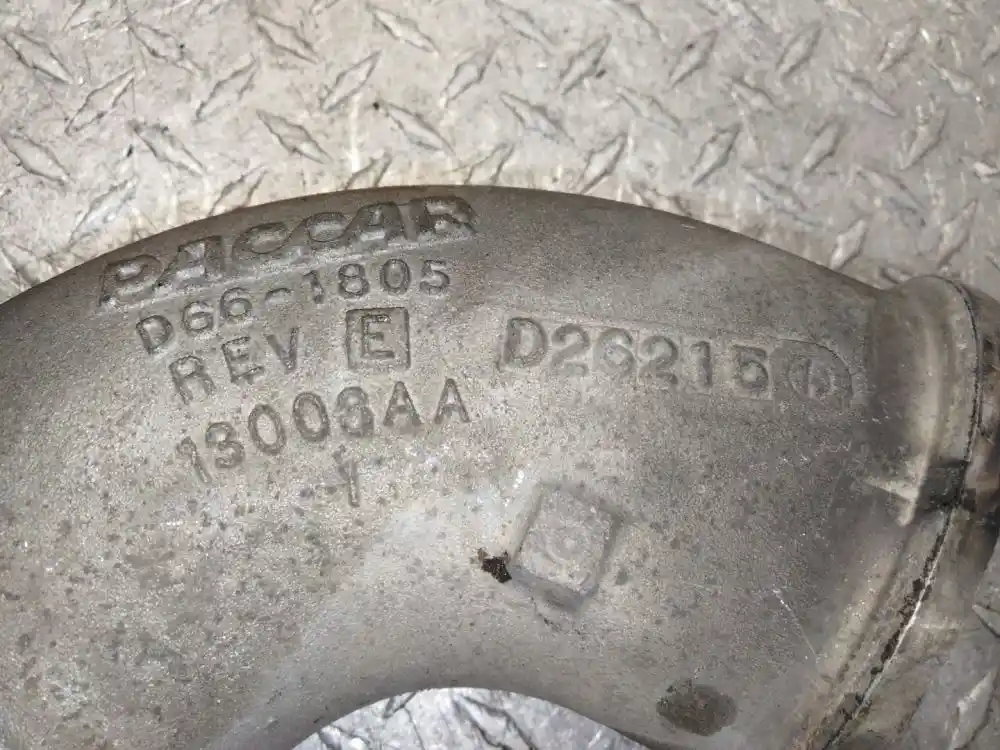 PACCAR
D66-1805
REV E
13003AA
D26215